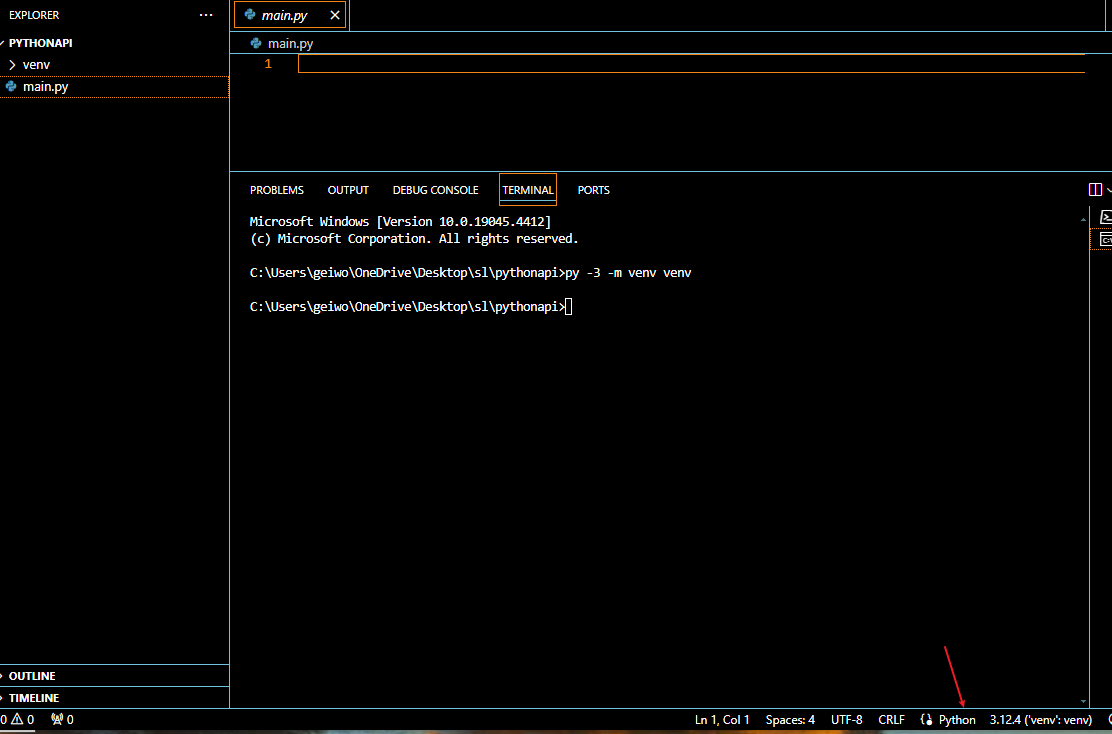 EXPLORER
PYTHONAPI
venv
main.py
main.py
main.py
1
PROBLEMS OUTPUT DEBUG CONSOLE TERMINAL PORTS
Microsoft Windows [Version 10.0.19045.4412]
(c) Microsoft Corporation. All rights reserved.
C:\Users\geiwo\OneDrive\Desktop\sl\pythonapi>py -3 -m venv venv
C:\Users\geiwo\OneDrive\Desktop\sl\pythonapi>
OUTLINE
TIMELINE
0 0 0 Ln 1, Col 1 Spaces: 4 UTF-8 CRLF Python 3.12.4 ('venv': venv)